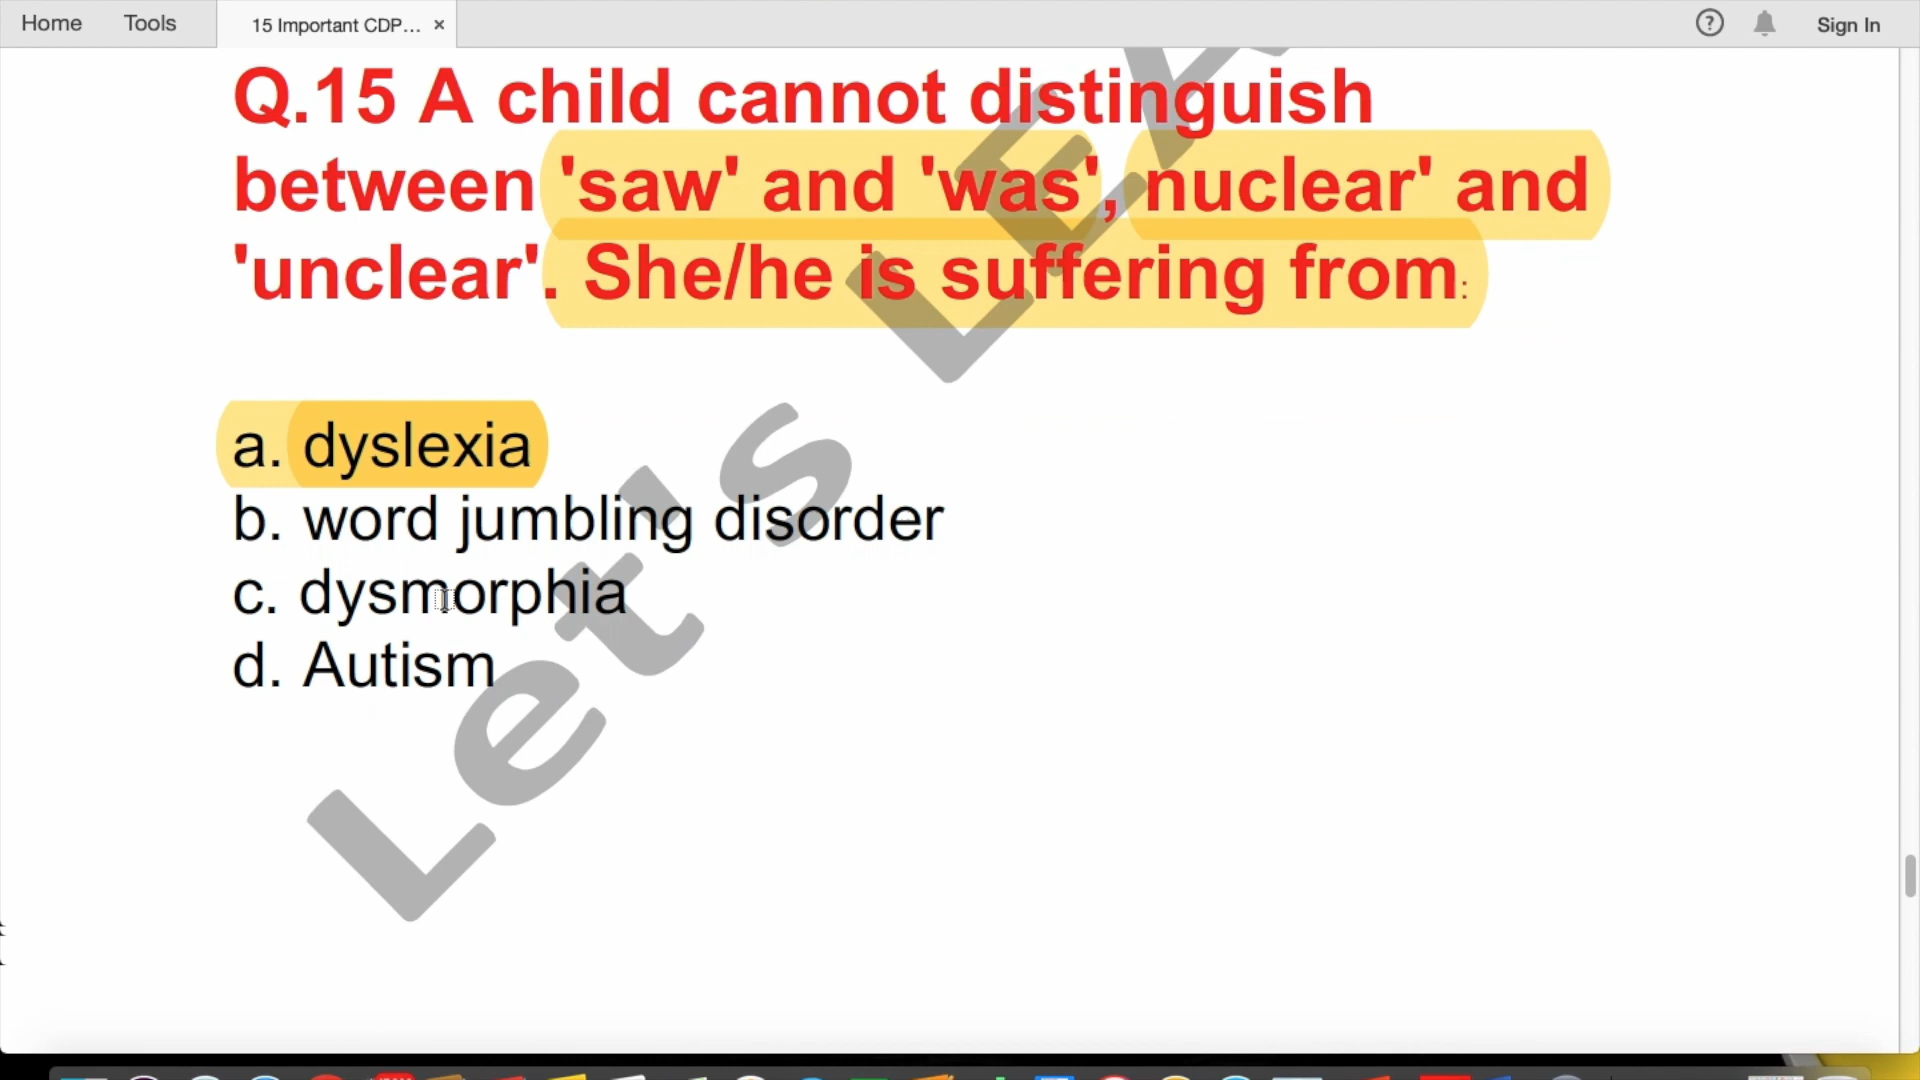 Home Tools 15 Important CDP... × ? Sign In
Q.15 A child cannot distinguish
between 'saw' and 'was', nuclear' and
'unclear'. She/he is suffering from:
a. dyslexia
b. word jumbling disorder
c. dysmorphia
d. Autism
Let's LEA